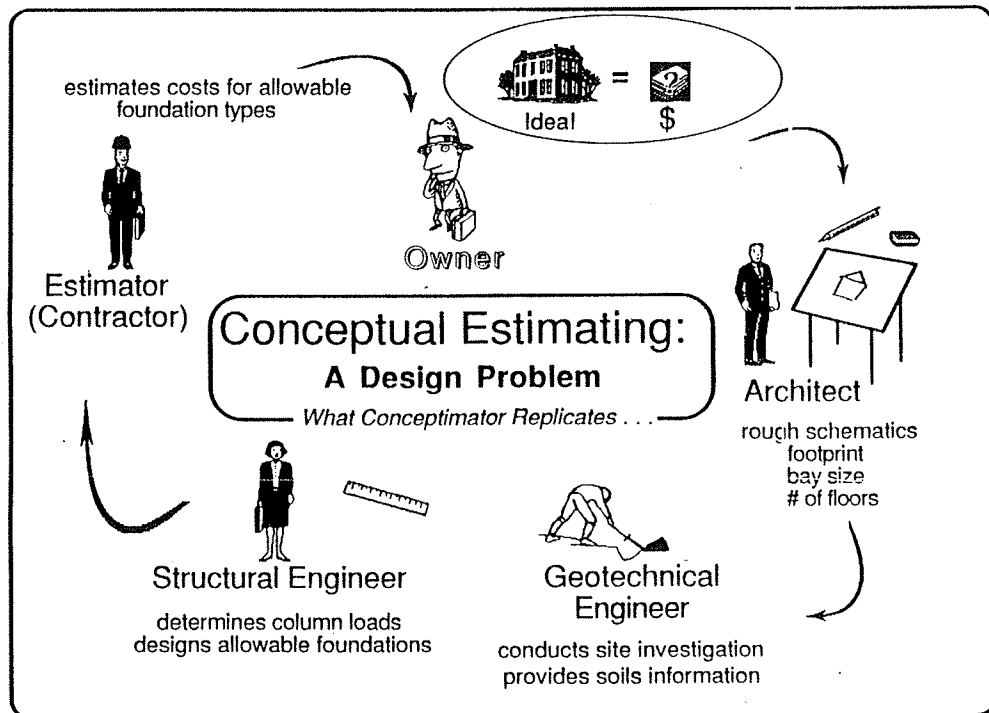 estimates costs for allowable
foundation types
?
=
Ideal
$
Owner
Estimator
(Contractor)
Conceptual Estimating:
A Design Problem
What Conceptimator Replicates . . .
Architect
rough schematics
footprint
bay size
# of floors
Structural Engineer
determines column loads
designs allowable foundations
Geotechnical
Engineer
conducts site investigation
provides soils information